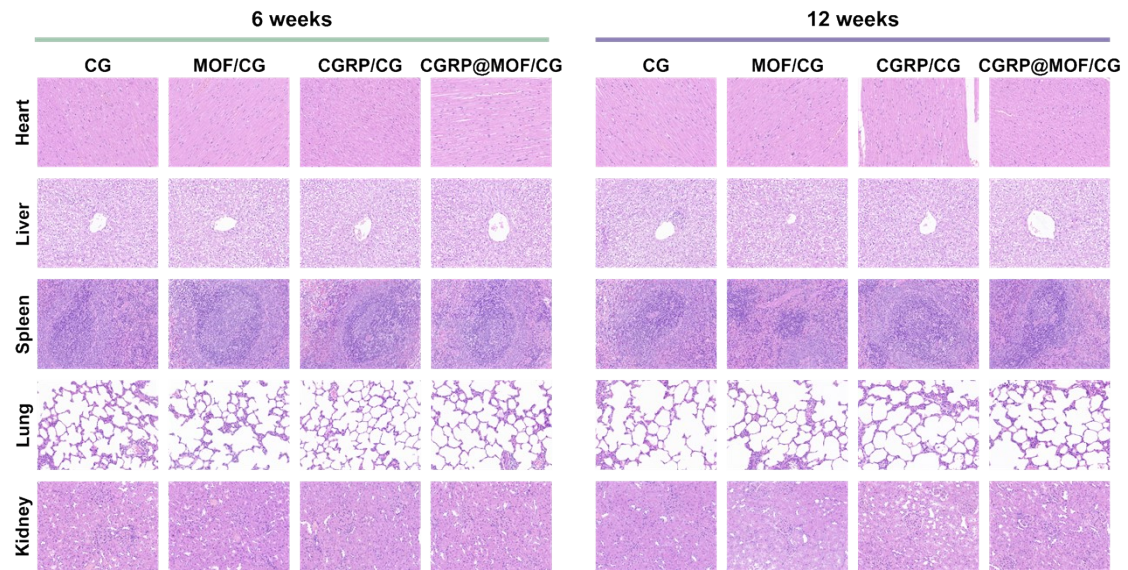 6 weeks
12 weeks
CG MOF/CG CGRP/CG CGRP@MOF/CG
CG MOF/CG CGRP/CG CGRP@MOF/CG
Heart
Liver
Spleen
Lung
Kidney